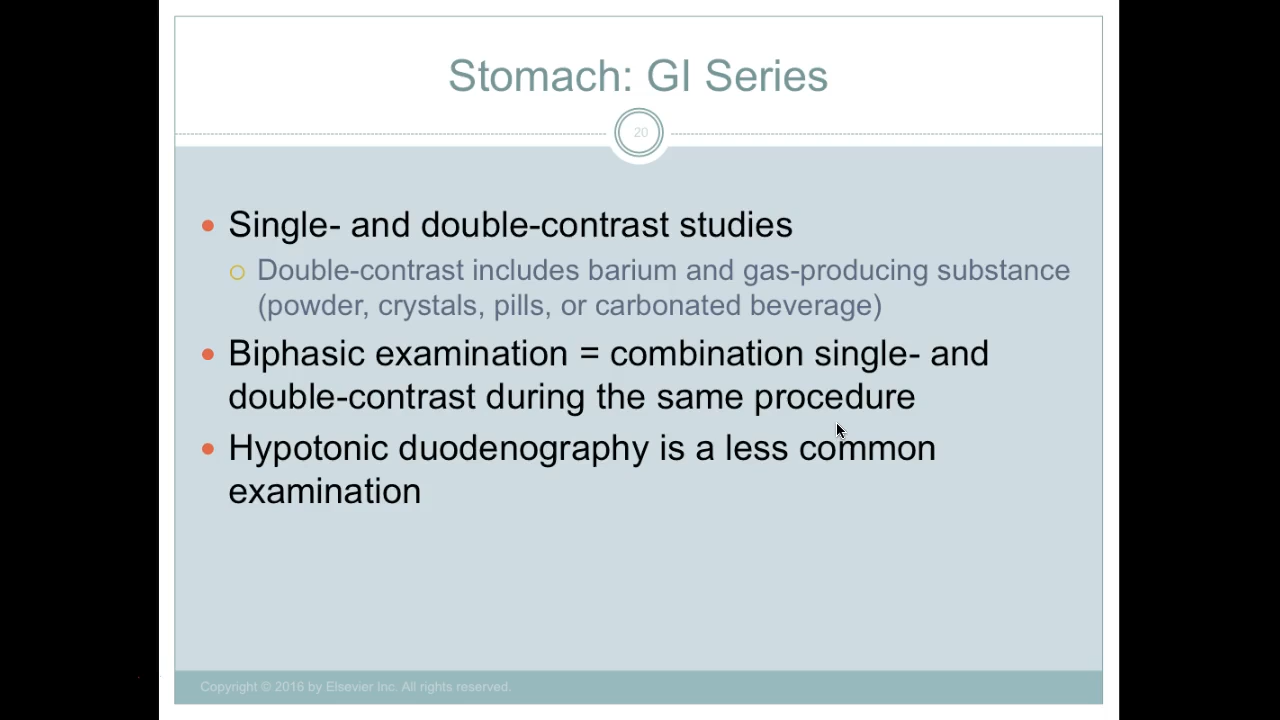 Stomach: GI Series
20
Single- and double-contrast studies
Double-contrast includes barium and gas-producing substance
(powder, crystals, pills, or carbonated beverage)
Biphasic examination = combination single- and
double-contrast during the same procedure
Hypotonic duodenography is a less common
examination
Copyright © 2016 by Elsevier Inc. All rights reserved.